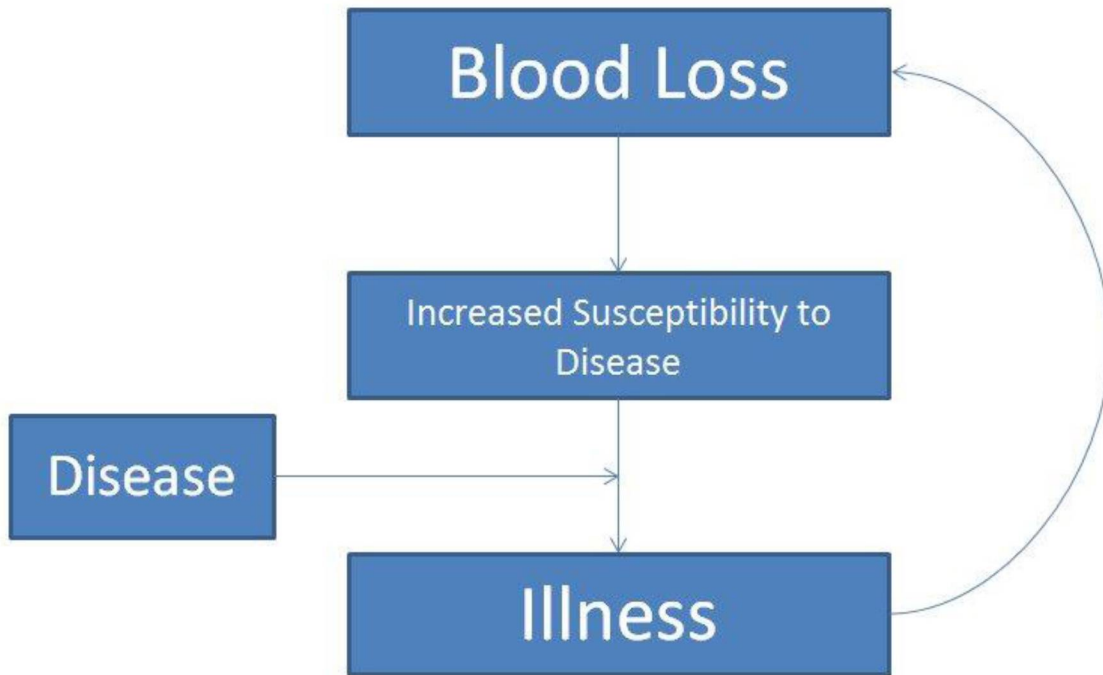 Blood Loss
Increased Susceptibility to
Disease
Disease
Illness